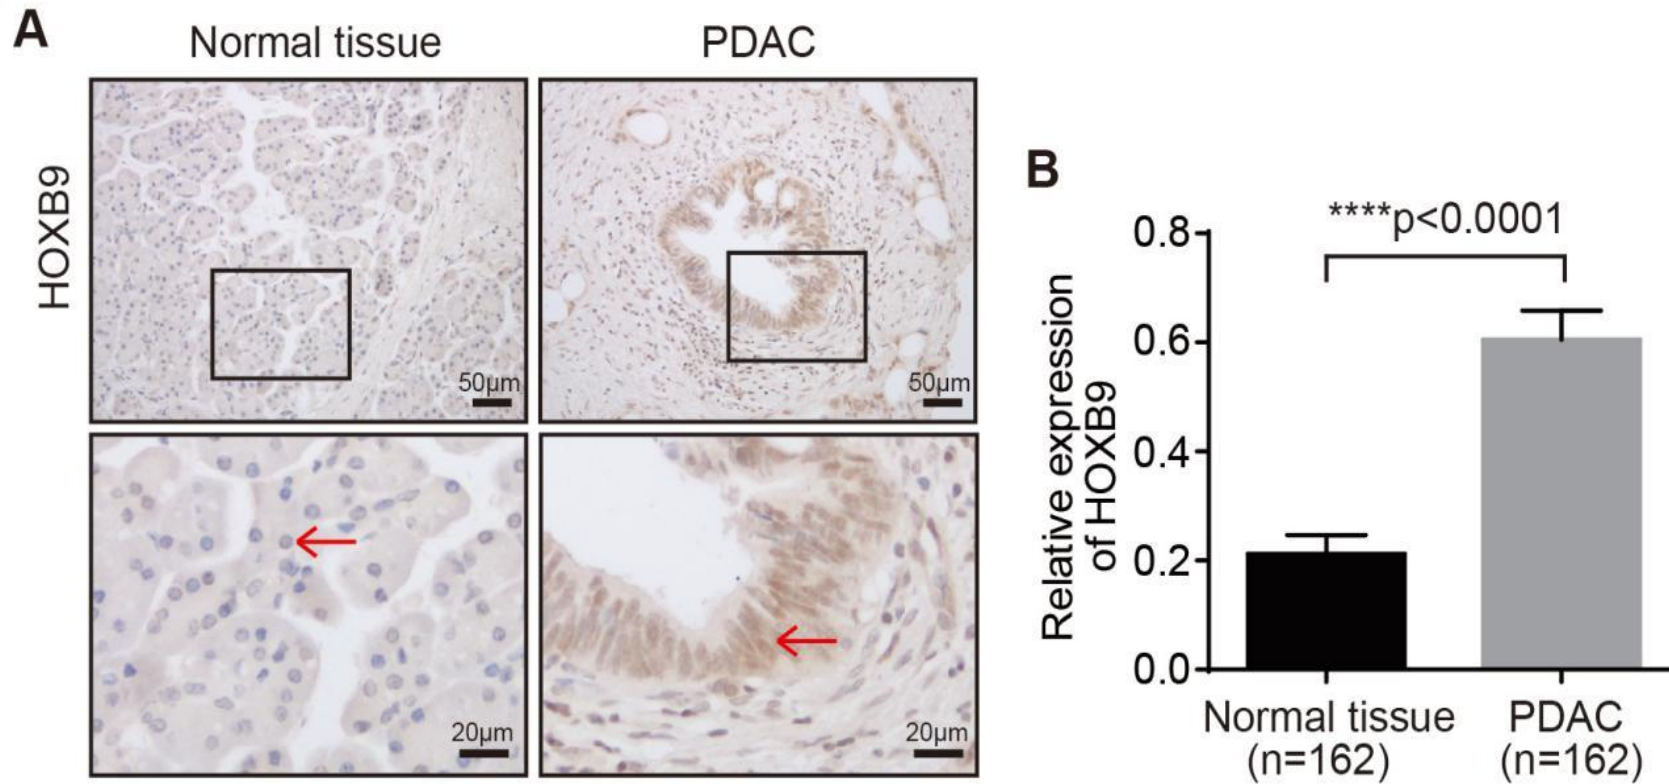 A
Normal tissue
PDAC
HOXB9
50μm
50μm
20μm
20μm
B
****p<0.0001
Relative expression
of HOXB9
0.8
0.6
0.4
0.2
0.0
Normal tissue
(n=162)
PDAC
(n=162)